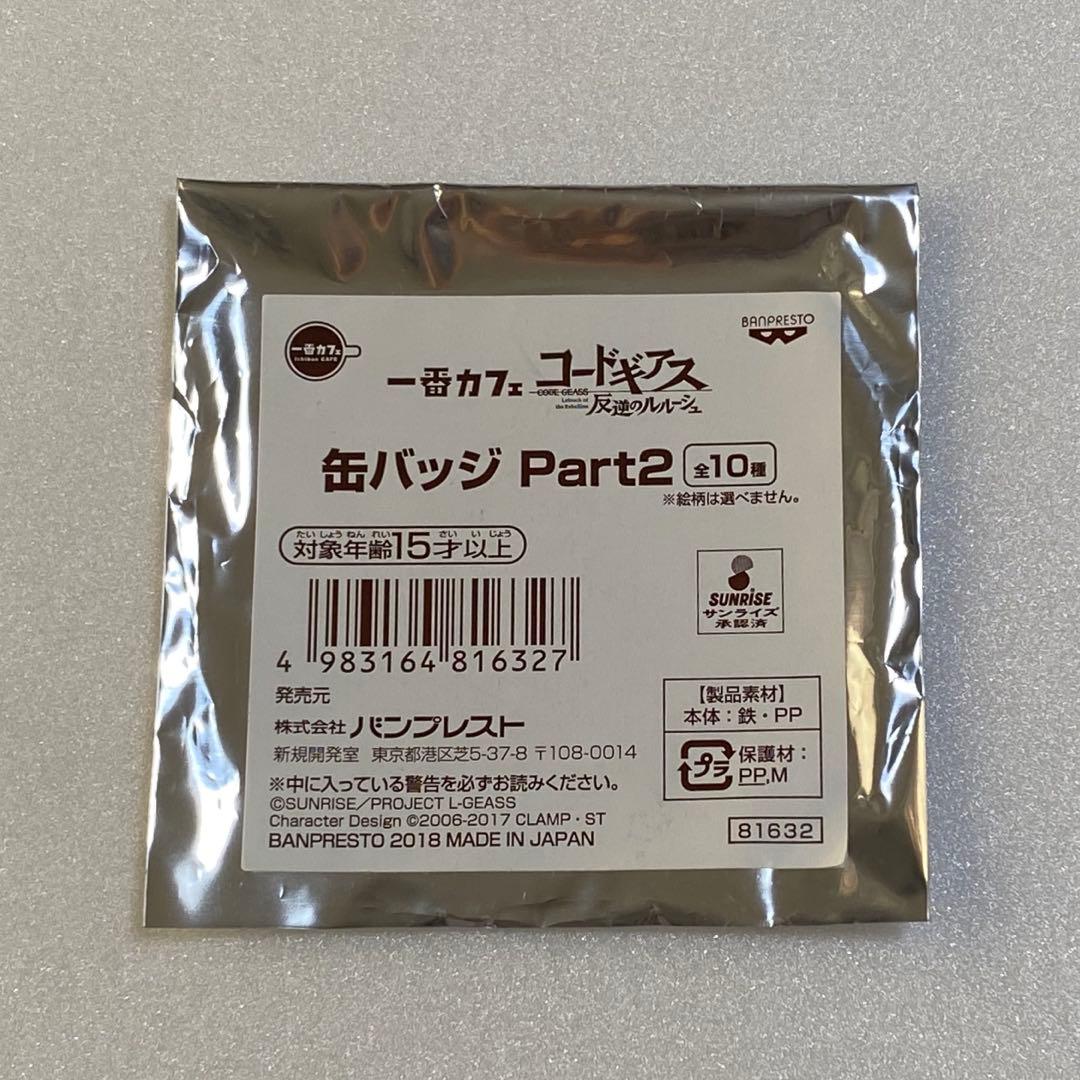 一番カフェ
Ichiban CAFE
BANPRESTO
一番カフェ コードギアス
CODE GEASS
Lelouch of
the Rebellion
反逆のルルーシュ
缶バッジ Part2 全10種
※絵柄は選べません。
たいしょうねんれい さい いじょう
対象年齢15才以上
SUNRISE
サンライズ
承認済
4 983164 816327
発売元
株式会社 バンプレスト
新規開発室 東京都港区芝5-37-8 〒108-0014
※中に入っている警告を必ずお読みください。
©SUNRISE/PROJECT L-GEASS
Character Design ©2006-2017 CLAMP・ST
BANPRESTO 2018 MADE IN JAPAN
【製品素材】
本体：鉄・PP
プラ
保護材：
PP,M
81632